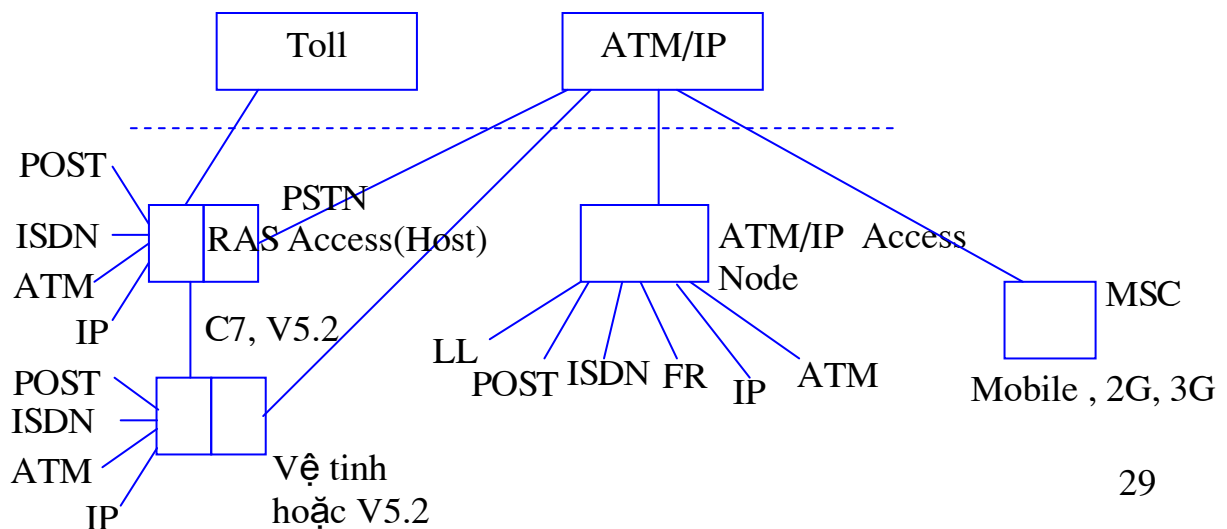 Toll
ATM/IP
POST
ISDN
ATM
IP
PSTN
RAS Access(Host)
C7, V5.2
POST
ISDN
ATM
IP
Vệ tinh
hoặc V5.2
ATM/IP Access
Node
LL
POST
ISDN
FR
IP
ATM
MSC
Mobile , 2G, 3G
29